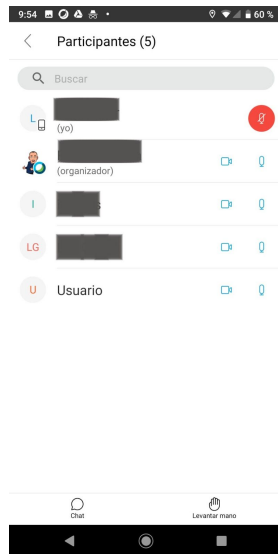 9:54 60 %
Participantes (5)
Buscar
L
(yo)
(organizador)
I
LG
U Usuario
Chat Levantar mano